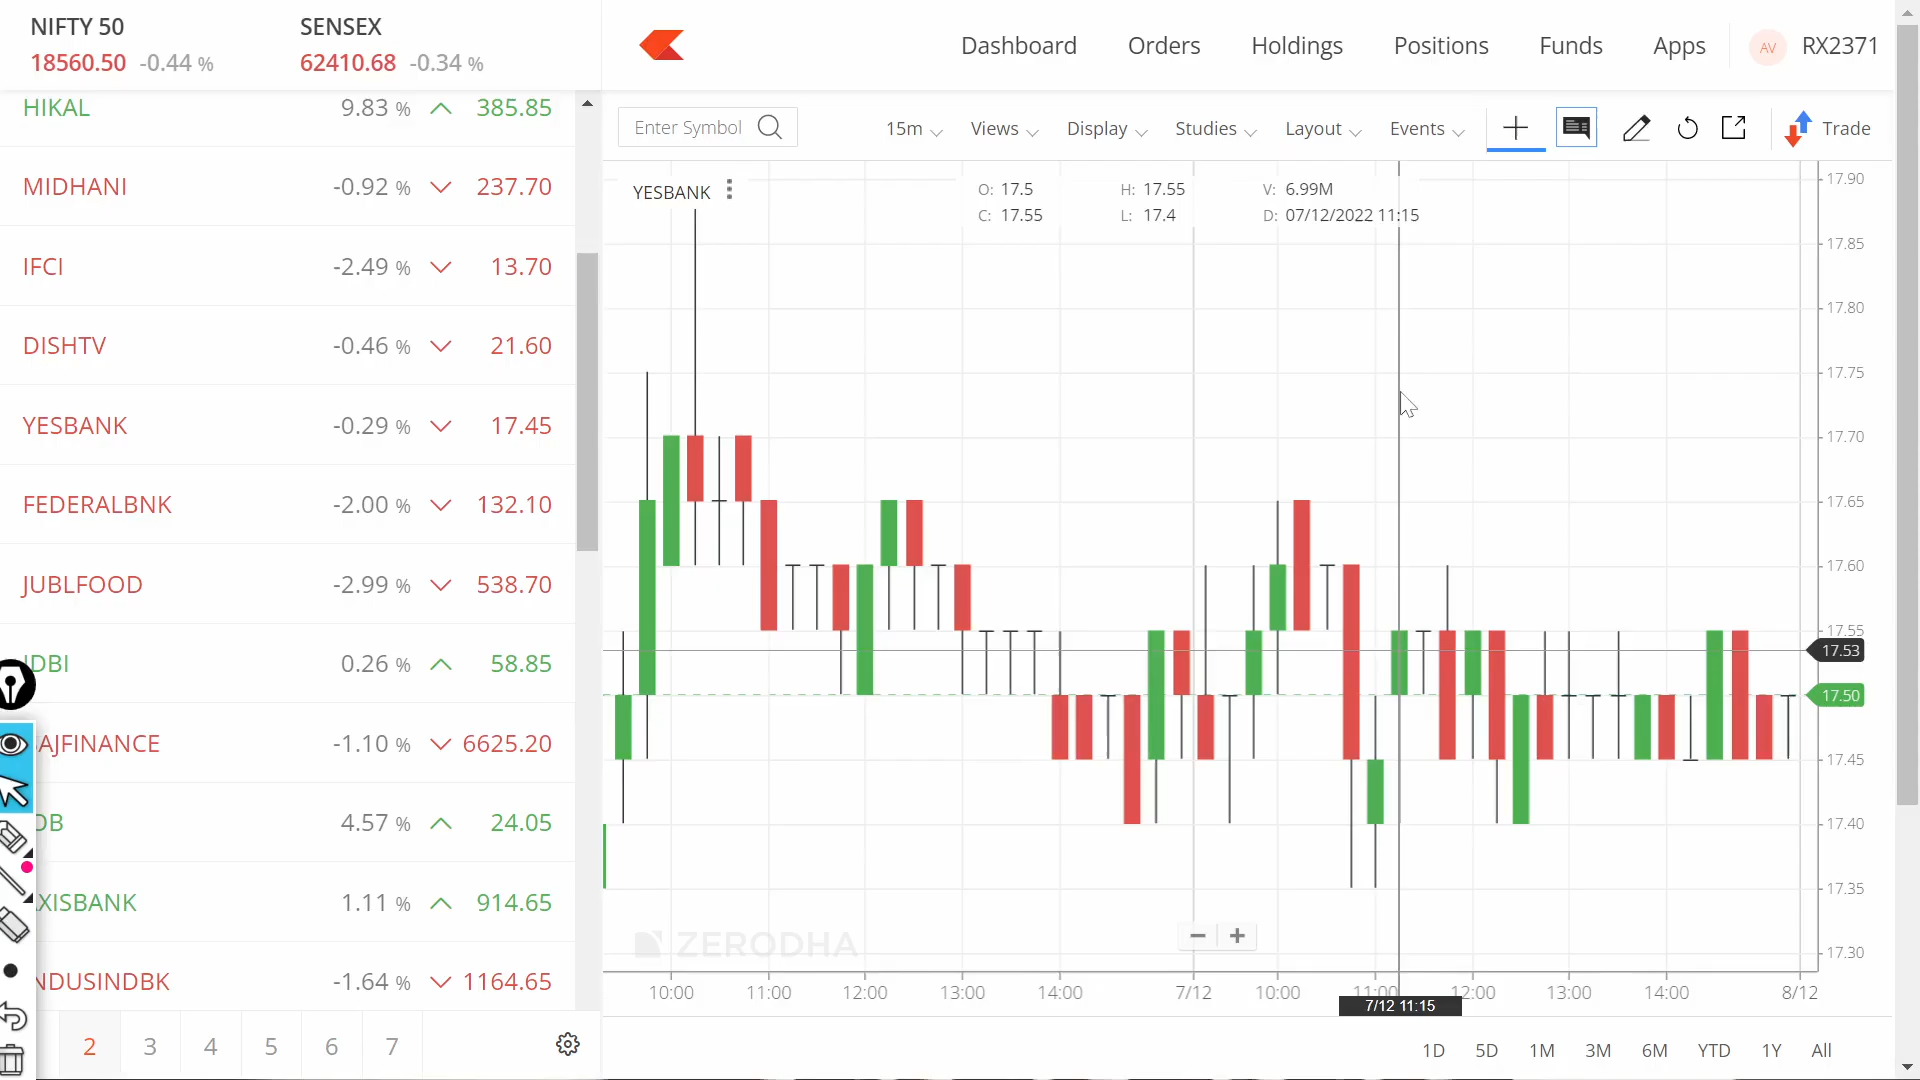 NIFTY 50
18560.50 -0.44 %
SENSEX
62410.68 -0.34 %
Dashboard Orders Holdings Positions Funds Apps AV RX2371
HIKAL 9.83 % 385.85
MIDHANI -0.92 % 237.70
IFCI -2.49 % 13.70
DISHTV -0.46 % 21.60
YESBANK -0.29 % 17.45
FEDERALBNK -2.00 % 132.10
JUBLFOOD -2.99 % 538.70
IDBI 0.26 % 58.85
AJFINANCE -1.10 % 6625.20
OB 4.57 % 24.05
XISBANK 1.11 % 914.65
NDUSINDBK -1.64 % 1164.65
2 3 4 5 6 7
Enter Symbol 15m Views Display Studies Layout Events Trade
YESBANK
O: 17.5 H: 17.55 V: 6.99M
C: 17.55 L: 17.4 D: 07/12/2022 11:15
17.90
17.85
17.80
17.75
17.70
17.65
17.60
17.55
17.53
17.50
17.45
17.40
17.35
17.30
ZERODHA
10:00 11:00 12:00 13:00 14:00 7/12 10:00 11:00 12:00 13:00 14:00 8/12
7/12 11:15
1D 5D 1M 3M 6M YTD 1Y All